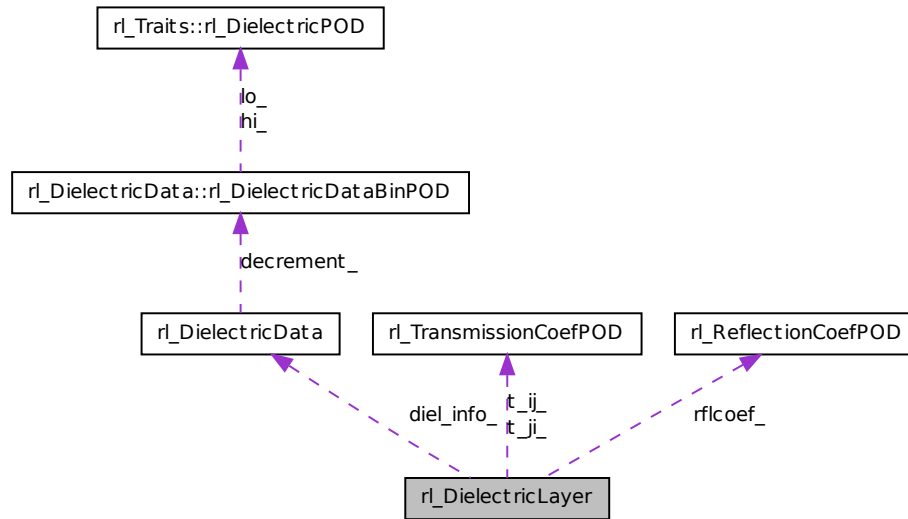 rl_Traits::rl_DielectricPOD
lo_
hi_
rl_DielectricData::rl_DielectricDataBinPOD
decrement_
rl_DielectricData
rl_TransmissionCoefPOD
rl_ReflectionCoefPOD
diel_info_
t_ij_
t_ji_
rflcoef_
rl_DielectricLayer